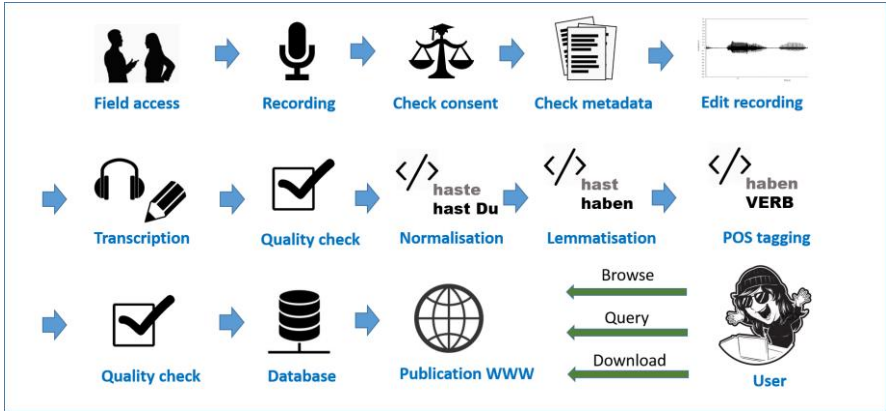 Field access
Recording
Check consent
Check metadata
Edit recording
</>
haste
hast Du
</>
hast
haben
</>
haben
VERB
Transcription
Quality check
Normalisation
Lemmatisation
POS tagging
Browse
Query
Download
Quality check
Database
Publication WWW
User